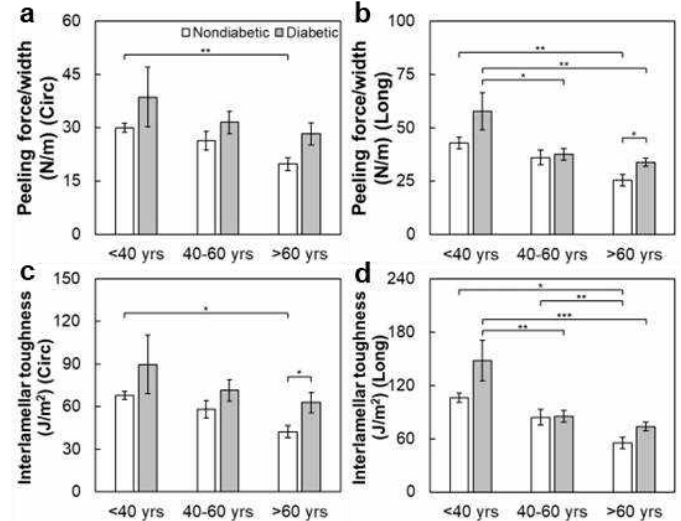 a
60
45
30
15
0
Peeling force/width
(N/m) (Circ)
Nondiabetic Diabetic
**
<40 yrs 40-60 yrs >60 yrs
b
100
75
50
25
0
Peeling force/width
(N/m) (Long)
**
**
*
*
<40 yrs 40-60 yrs >60 yrs
c
150
120
90
60
30
0
Interlamellar toughness
(J/m²) (Circ)
*
*
<40 yrs 40-60 yrs >60 yrs
d
240
180
120
60
0
Interlamellar toughness
(J/m²) (Long)
*
**
***
**
<40 yrs 40-60 yrs >60 yrs